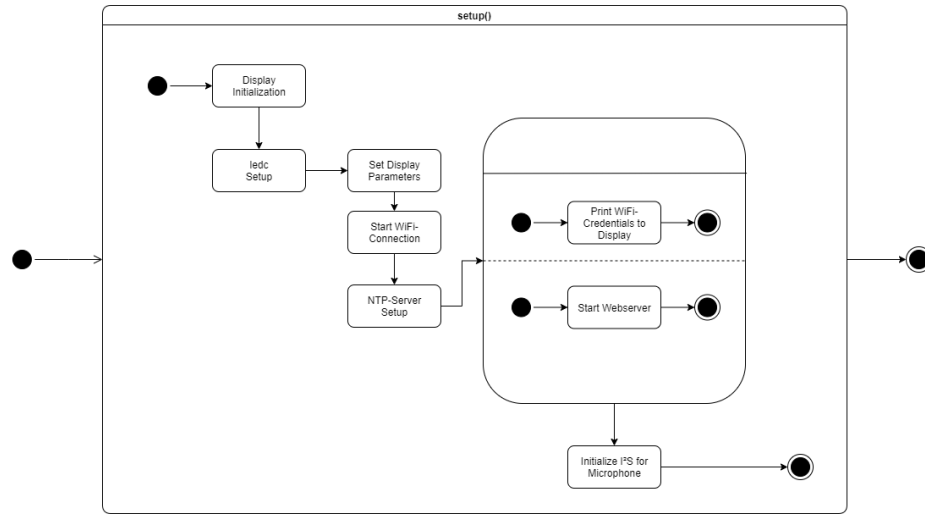 setup()
Display
Initialization
ledc
Setup
Set Display
Parameters
Start WiFi-
Connection
NTP-Server
Setup
Print WiFi-
Credentials to
Display
Start Webserver
Initialize I²S for
Microphone